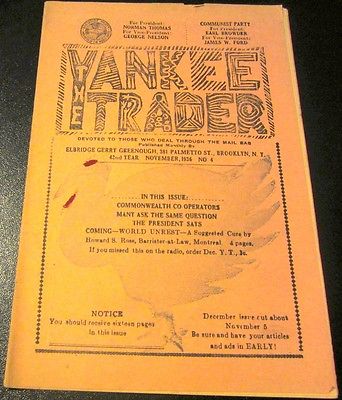 For President:
NORMAN THOMAS
For Vice-President:
GEORGE NELSON
COMMUNIST PARTY
For President:
EARL BROWDER
For Vice-President:
JAMES W. FORD
THE
YANKEE
TRADER
DEVOTED TO THOSE WHO DEAL THROUGH THE MAIL BAG
Published Monthly By
ELBRIDGE GERRY GREENOUGH, 381 PALMETTO ST., BROOKLYN, N. Y.
42nd YEAR NOVEMBER, 1936 NO 4
IN THIS ISSUE:
COMMONWEALTH CO OPERATORS
MANY ASK THE SAME QUESTION
THE PRESIDENT SAYS
COMING—WORLD UNREST—A Suggested Cure by
Howard S. Ross, Barrister-at-Law, Montreal 4 pages.
If you missed this on the radio, order Dec. Y. T., 3c.
NOTICE
You should receive sixteen pages
in this issue
December issue out about
November 5
Be sure and have your articles
and ads in EARLY!